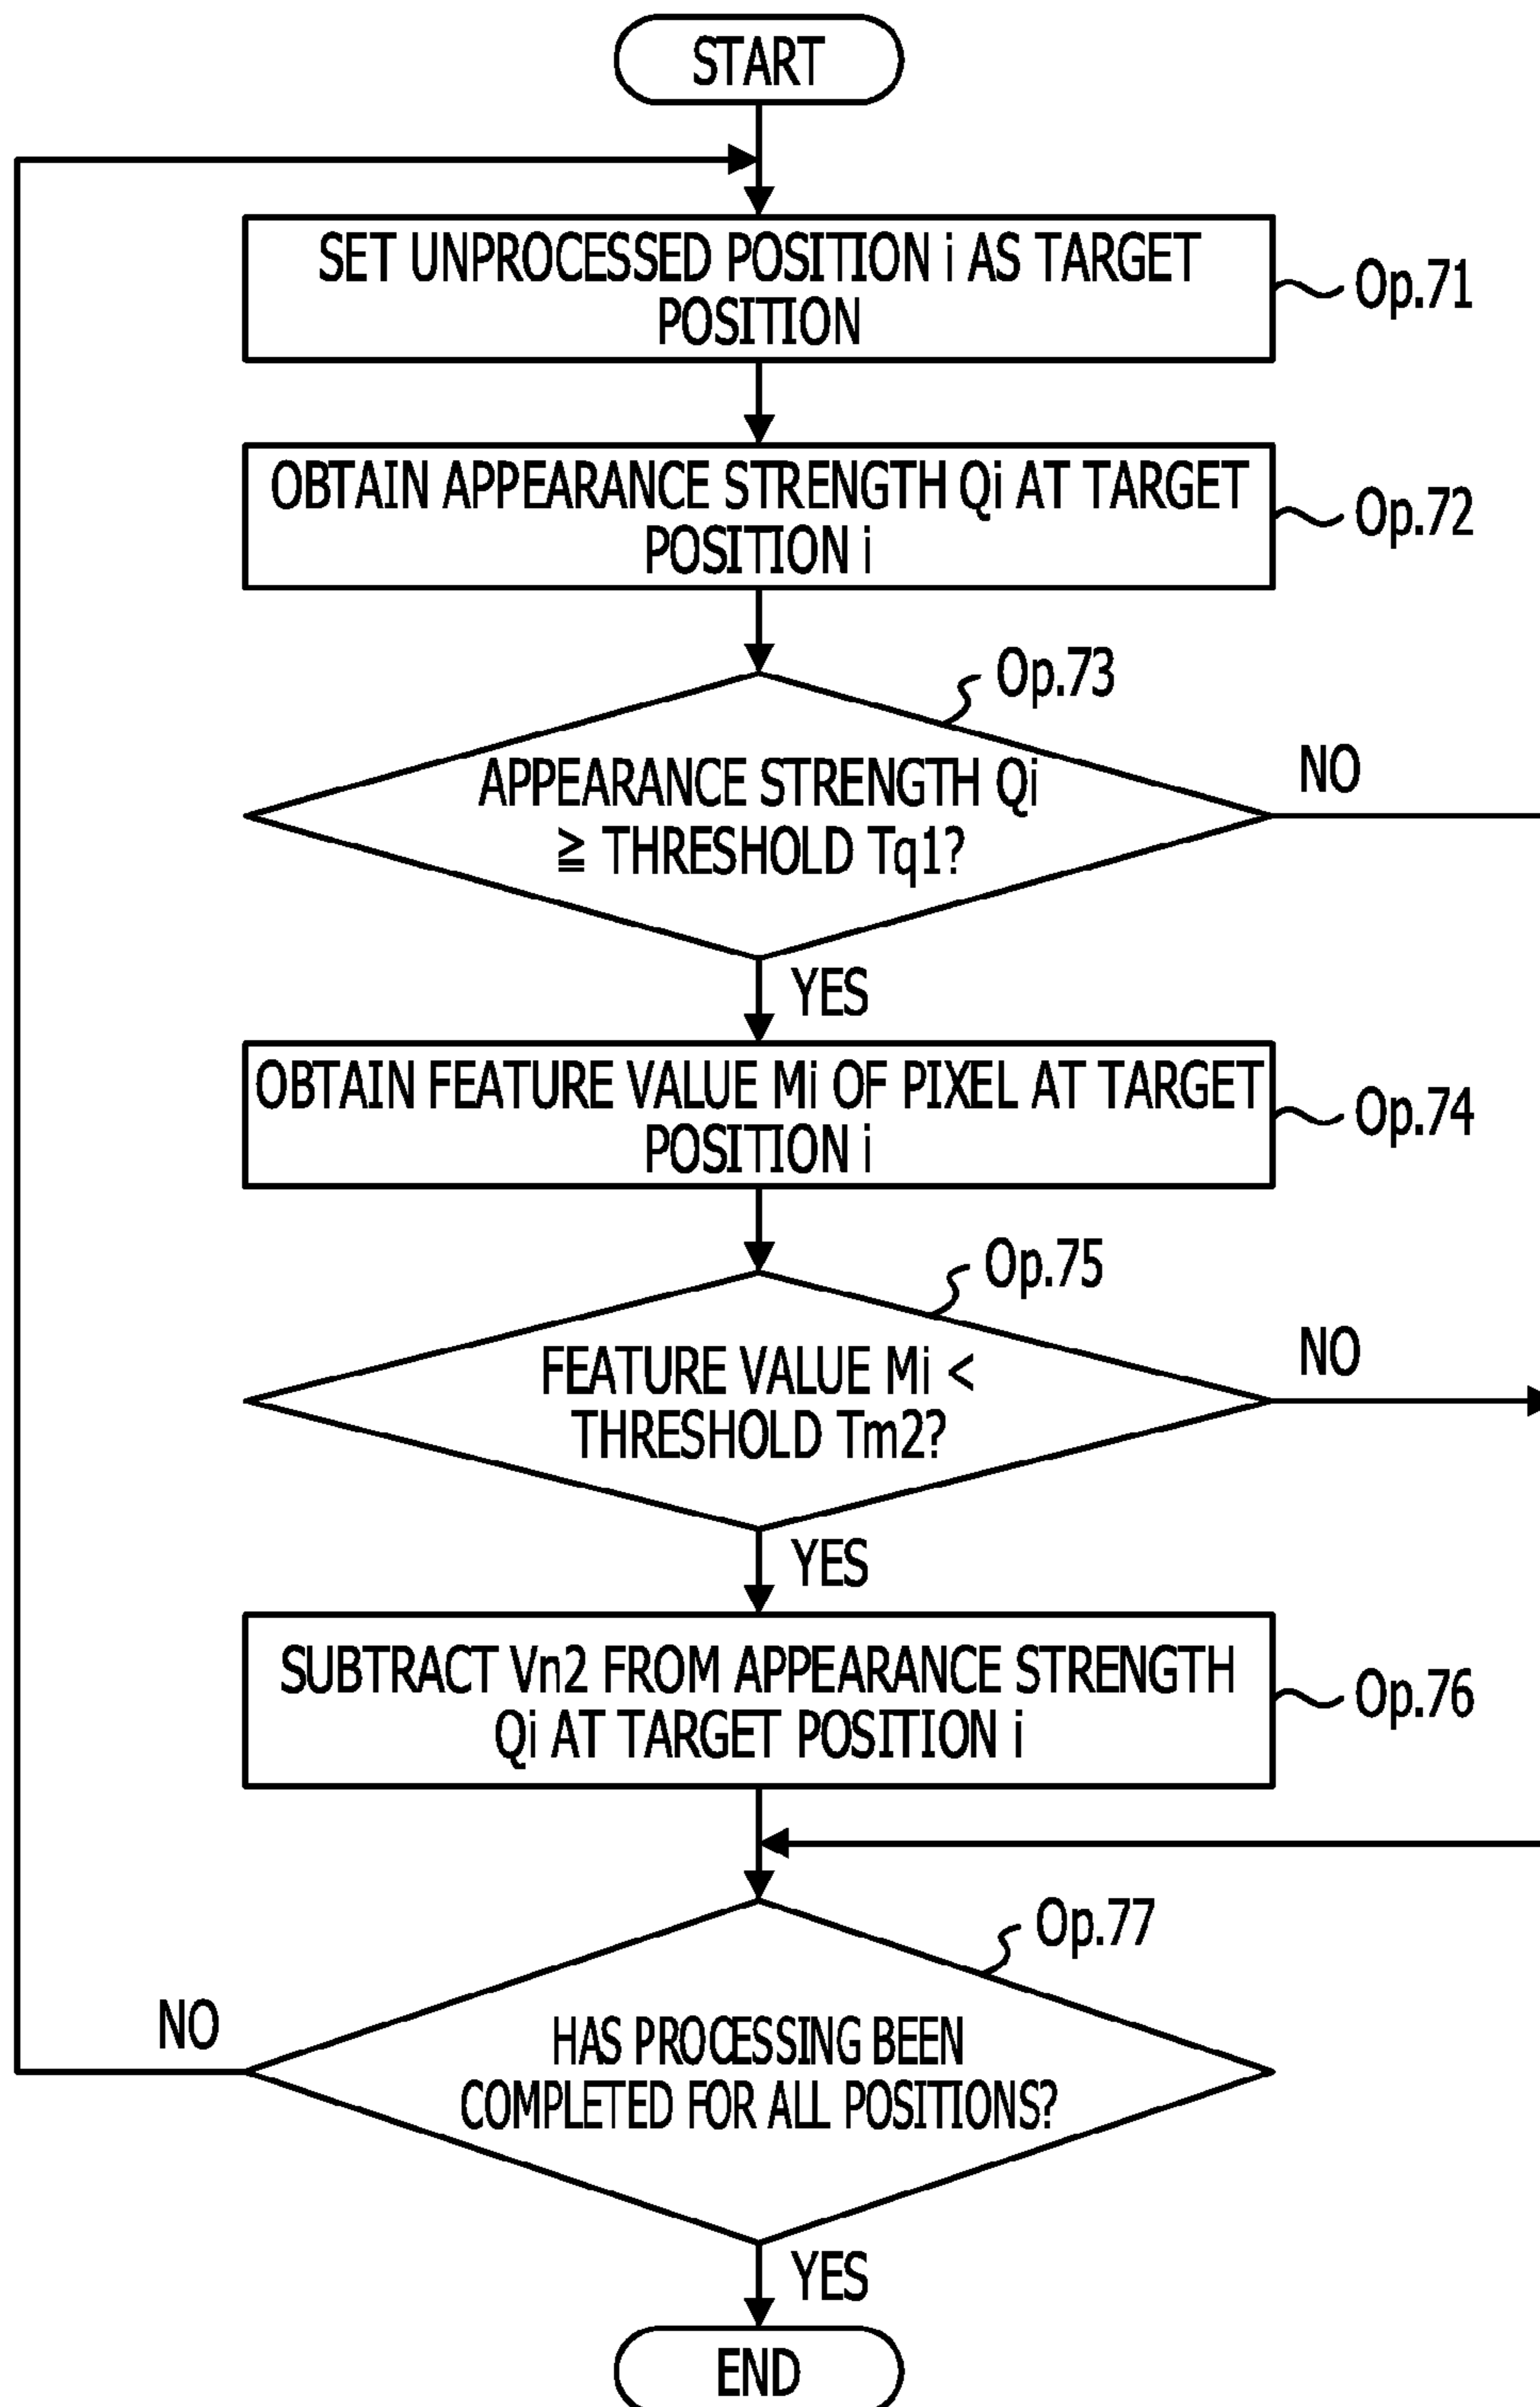 START
SET UNPROCESSED POSITION i AS TARGET
POSITION
Op.71
OBTAIN APPEARANCE STRENGTH Qi AT TARGET
POSITION i
Op.72
Op.73
APPEARANCE STRENGTH Qi
≧ THRESHOLD Tq1?
NO
YES
OBTAIN FEATURE VALUE Mi OF PIXEL AT TARGET
POSITION i
Op.74
Op.75
FEATURE VALUE Mi <
THRESHOLD Tm2?
NO
YES
SUBTRACT Vn2 FROM APPEARANCE STRENGTH
Qi AT TARGET POSITION i
Op.76
Op.77
HAS PROCESSING BEEN
COMPLETED FOR ALL POSITIONS?
NO
YES
END